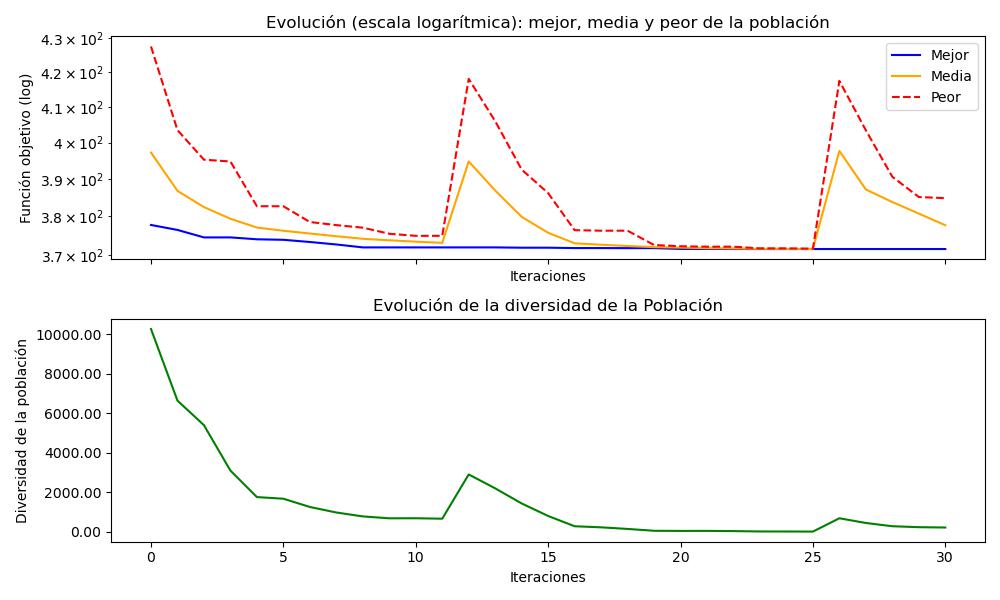 Evolución (escala logarítmica): mejor, media y peor de la población
4.3 × 10²
4.2 × 10²
4.1 × 10²
4 × 10²
3.9 × 10²
3.8 × 10²
3.7 × 10²
Función objetivo (log)
Mejor
Media
Peor
Iteraciones
Evolución de la diversidad de la Población
10000.00
8000.00
6000.00
4000.00
2000.00
0.00
Diversidad de la población
0 5 10 15 20 25 30
Iteraciones